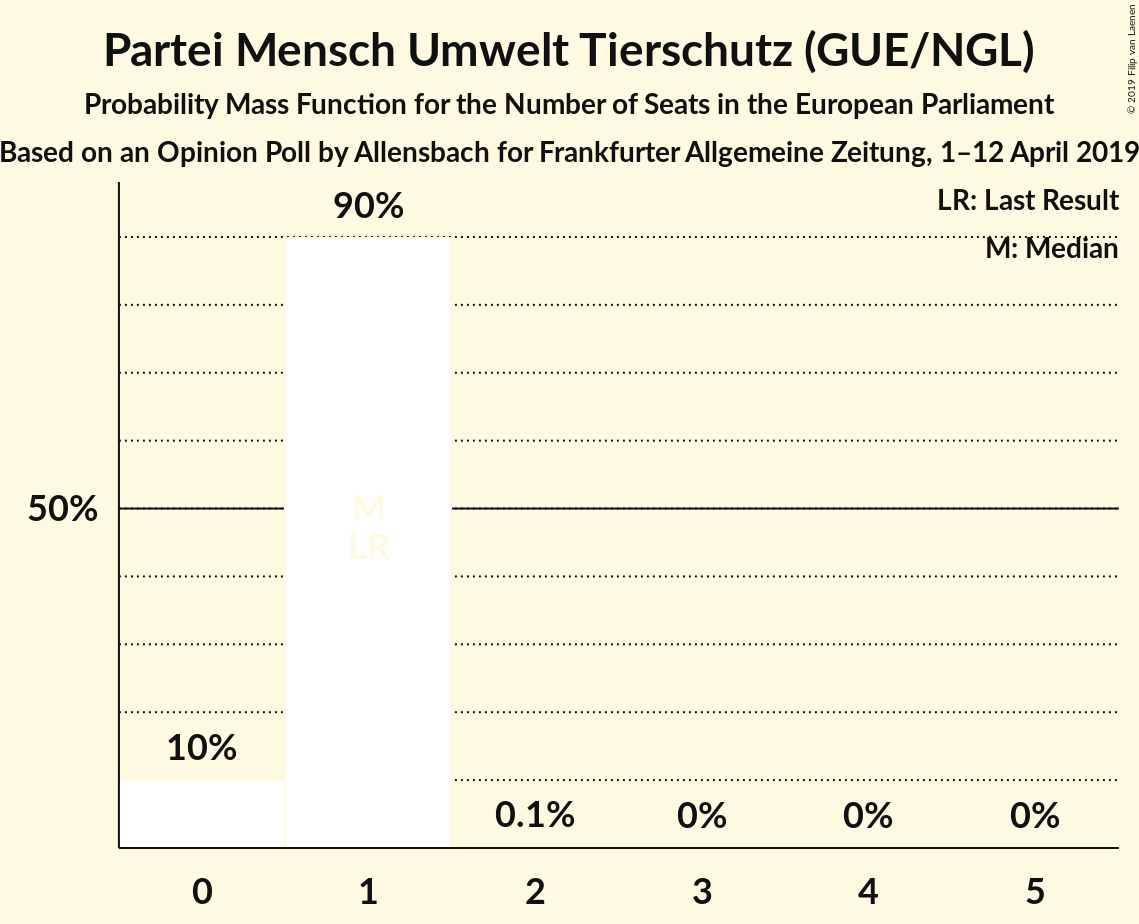 Partei Mensch Umwelt Tierschutz (GUE/NGL)
Probability Mass Function for the Number of Seats in the European Parliament
Based on an Opinion Poll by Allensbach for Frankfurter Allgemeine Zeitung, 1–12 April 2019
© 2019 Filip van Laenen
LR: Last Result
M: Median
90%
50%
M
LR
10%
0.1%
0%
0%
0%
0 1 2 3 4 5